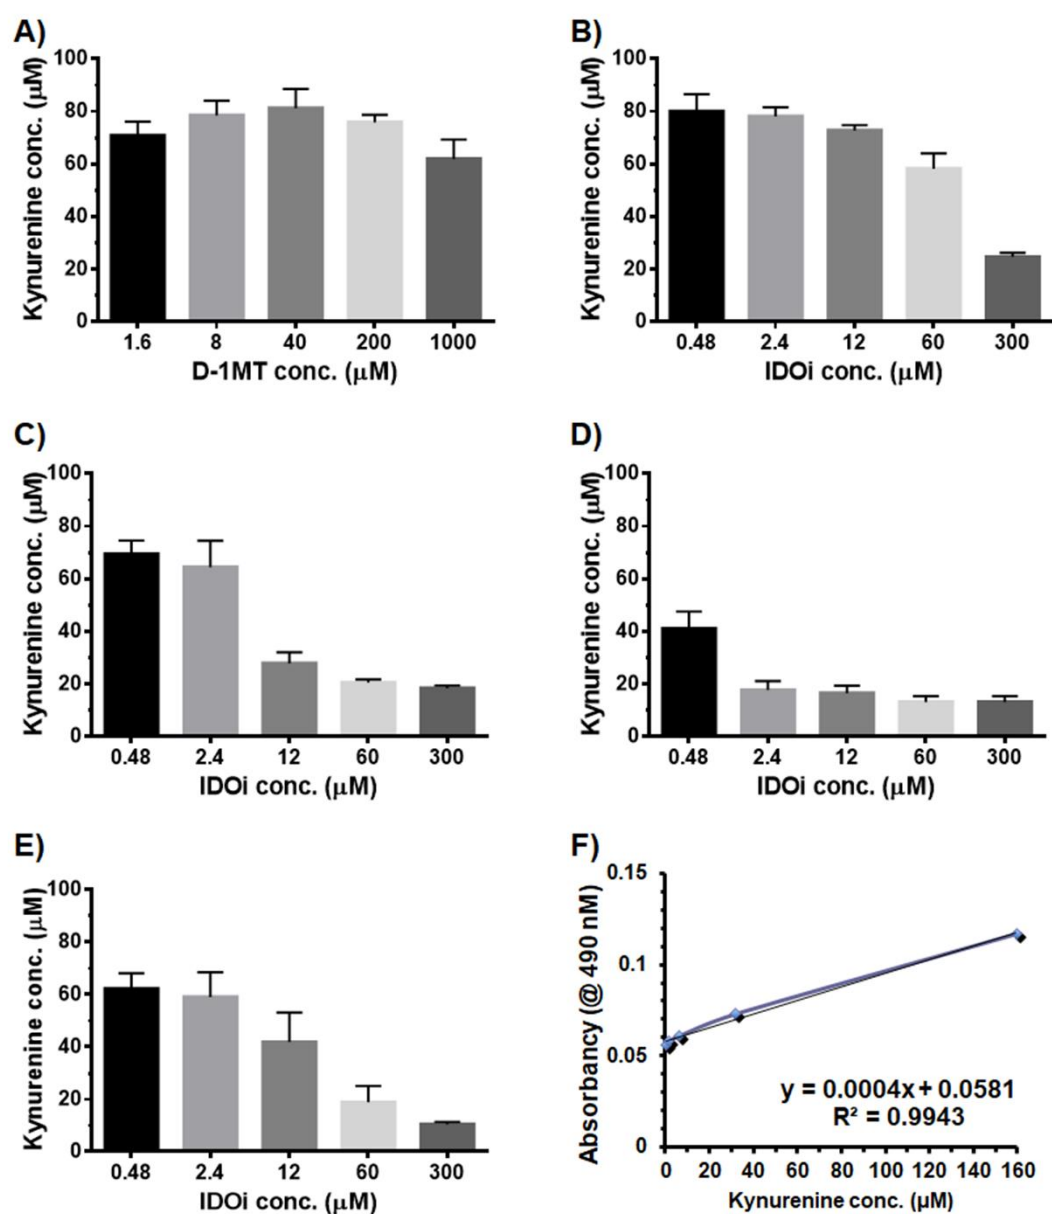 A)
B)
Kynurenine conc. (µM)
100
80
60
40
20
0
1.6 8 40 200 1000
D-1MT conc. (µM)
Kynurenine conc. (µM)
100
80
60
40
20
0
0.48 2.4 12 60 300
IDOi conc. (µM)
C)
D)
Kynurenine conc. (µM)
100
80
60
40
20
0
0.48 2.4 12 60 300
IDOi conc. (µM)
Kynurenine conc. (µM)
100
80
60
40
20
0
0.48 2.4 12 60 300
IDOi conc. (µM)
E)
F)
Kynurenine conc. (µM)
100
80
60
40
20
0
0.48 2.4 12 60 300
IDOi conc. (µM)
Absorbancy (@ 490 nM)
0.15
0.1
0.05
0
y = 0.0004x + 0.0581
R² = 0.9943
0 20 40 60 80 100 120 140 160
Kynurenine conc. (µM)